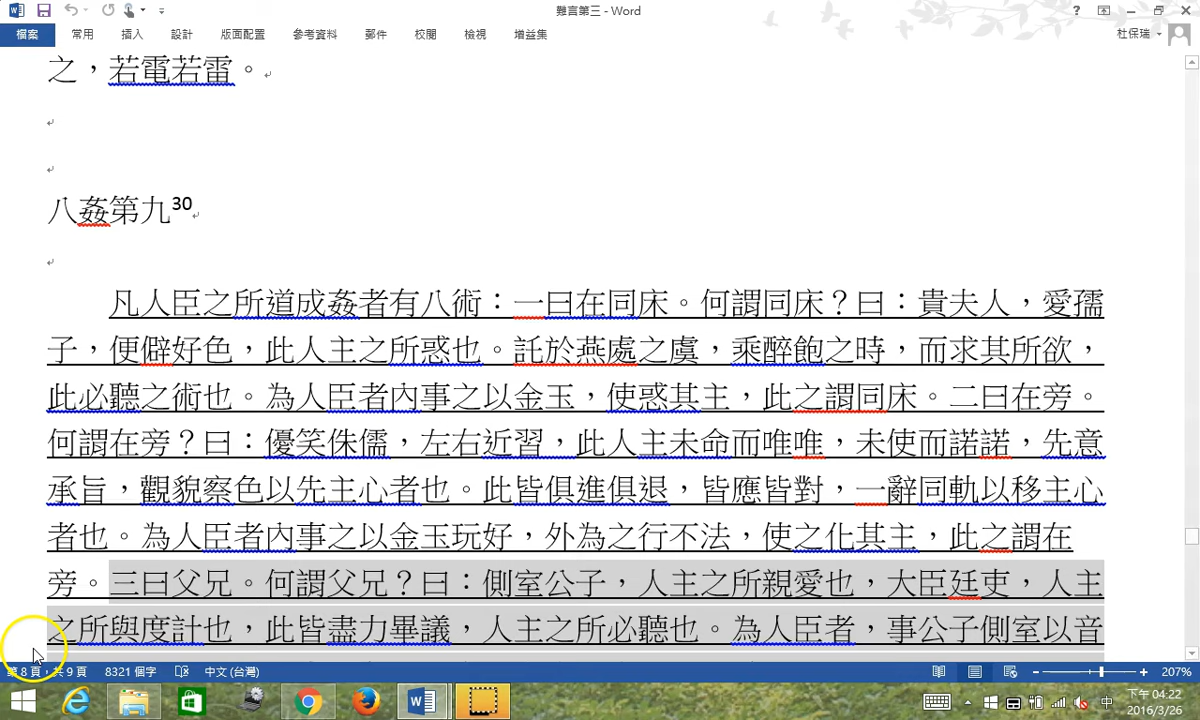 難言第三 - Word
?
檔案 常用 插入 設計 版面配置 參考資料 郵件 校閱 檢視 增益集 杜保瑞
之，若電若雷。
八姦第九30
凡人臣之所道成姦者有八術：一曰在同床。何謂同床？曰：貴夫人，愛孺
子，便僻好色，此人主之所惑也。託於燕處之虞，乘醉飽之時，而求其所欲，
此必聽之術也。為人臣者內事之以金玉，使惑其主，此之謂同床。二曰在旁。
何謂在旁？曰：優笑侏儒，左右近習，此人主未命而唯唯，未使而諾諾，先意
承旨，觀貌察色以先主心者也。此皆俱進俱退，皆應皆對，一辭同軌以移主心
者也。為人臣者內事之以金玉玩好，外為之行不法，使之化其主，此之謂在
旁。三曰父兄。何謂父兄？曰：側室公子，人主之所親愛也，大臣廷吏，人主
之所與度計也，此皆盡力畢議，人主之所必聽也。為人臣者，事公子側室以音
第 8 頁，共 9 頁 8321 個字 中文 (台灣) 207%
中 下午 04:22
2016/3/26